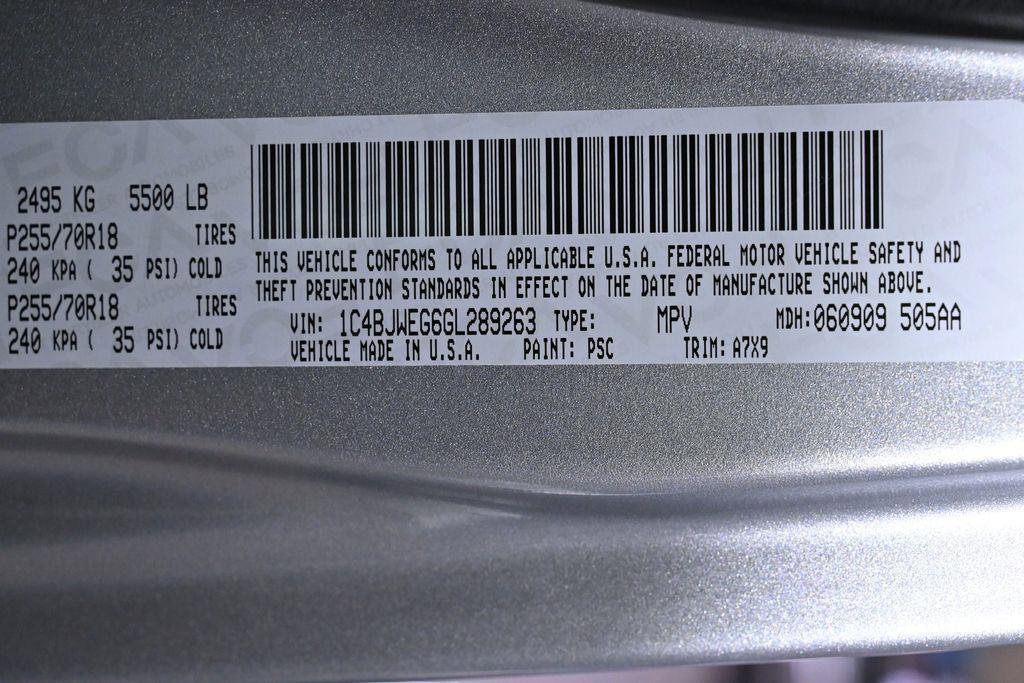 2495 KG 5500 LB
P255/70R18 TIRES
240 KPA ( 35 PSI) COLD
P255/70R18 TIRES
240 KPA ( 35 PSI) COLD
THIS VEHICLE CONFORMS TO ALL APPLICABLE U.S.A. FEDERAL MOTOR VEHICLE SAFETY AND
THEFT PREVENTION STANDARDS IN EFFECT ON THE DATE OF MANUFACTURE SHOWN ABOVE.
VIN: 1C4BJWEG6GL289263 TYPE: MPV MDH:060909 505AA
VEHICLE MADE IN U.S.A. PAINT: PSC TRIM: A7X9